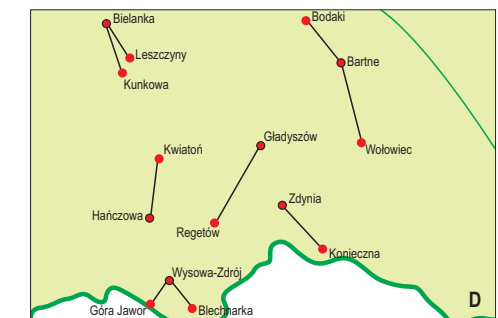 Bielanka
Bodaki
Leszczyny
Bartne
Kunkowa
Gładyszów
Kwiatoń
Wołowiec
Zdynia
Hańczowa
Regetów
Konieczna
Wysowa-Zdrój
D
Góra Jawor
Blechnarka